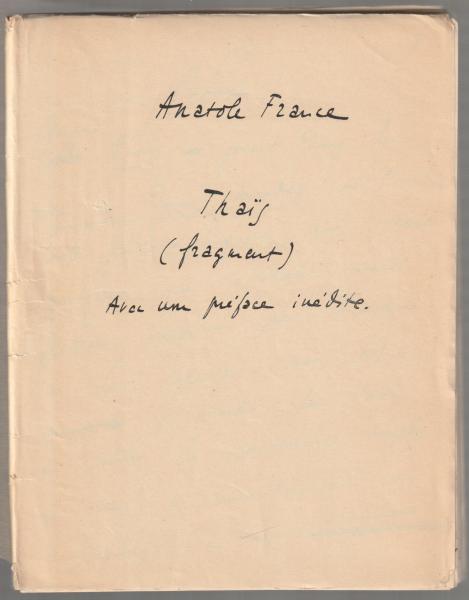 Anatole France
Thaïs
(fragment)
Avec une préface inédite.